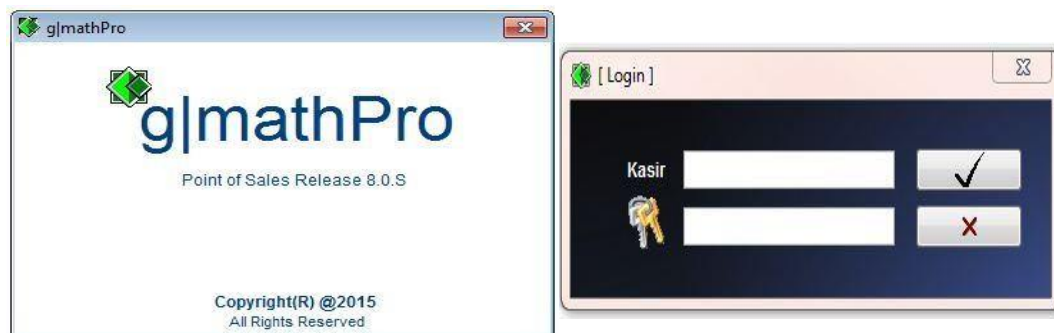 g|mathPro
g|mathPro
Point of Sales Release 8.0.S
Copyright(R) @2015
All Rights Reserved
[ Login ]
Kasir